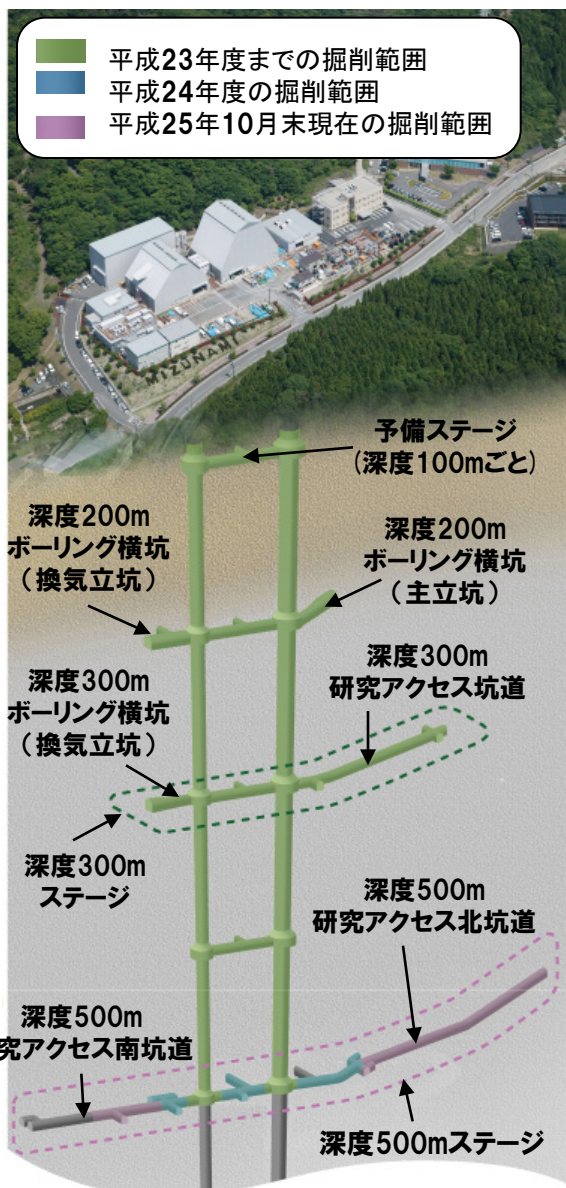 平成23年度までの掘削範囲
平成24年度の掘削範囲
平成25年10月末現在の掘削範囲
MIZUNAMI
予備ステージ
(深度100mごと)
深度200m
ボーリング横坑
(換気立坑)
深度200m
ボーリング横坑
(主立坑)
深度300m
研究アクセス坑道
深度300m
ボーリング横坑
(換気立坑)
深度300m
ステージ
深度500m
研究アクセス北坑道
深度500m
究アクセス南坑道
深度500mステージ